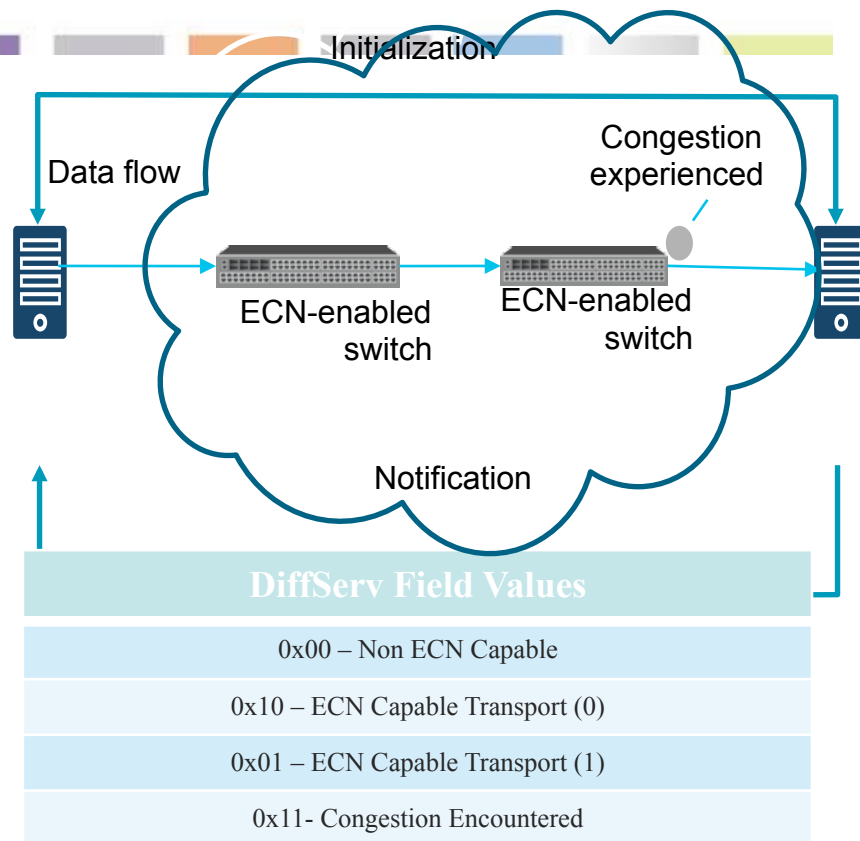 Initialization
Data flow
Congestion
experienced
ECN-enabled
switch
ECN-enabled
switch
Notification
DiffServ Field Values
0x00 – Non ECN Capable
0x10 – ECN Capable Transport (0)
0x01 – ECN Capable Transport (1)
0x11- Congestion Encountered